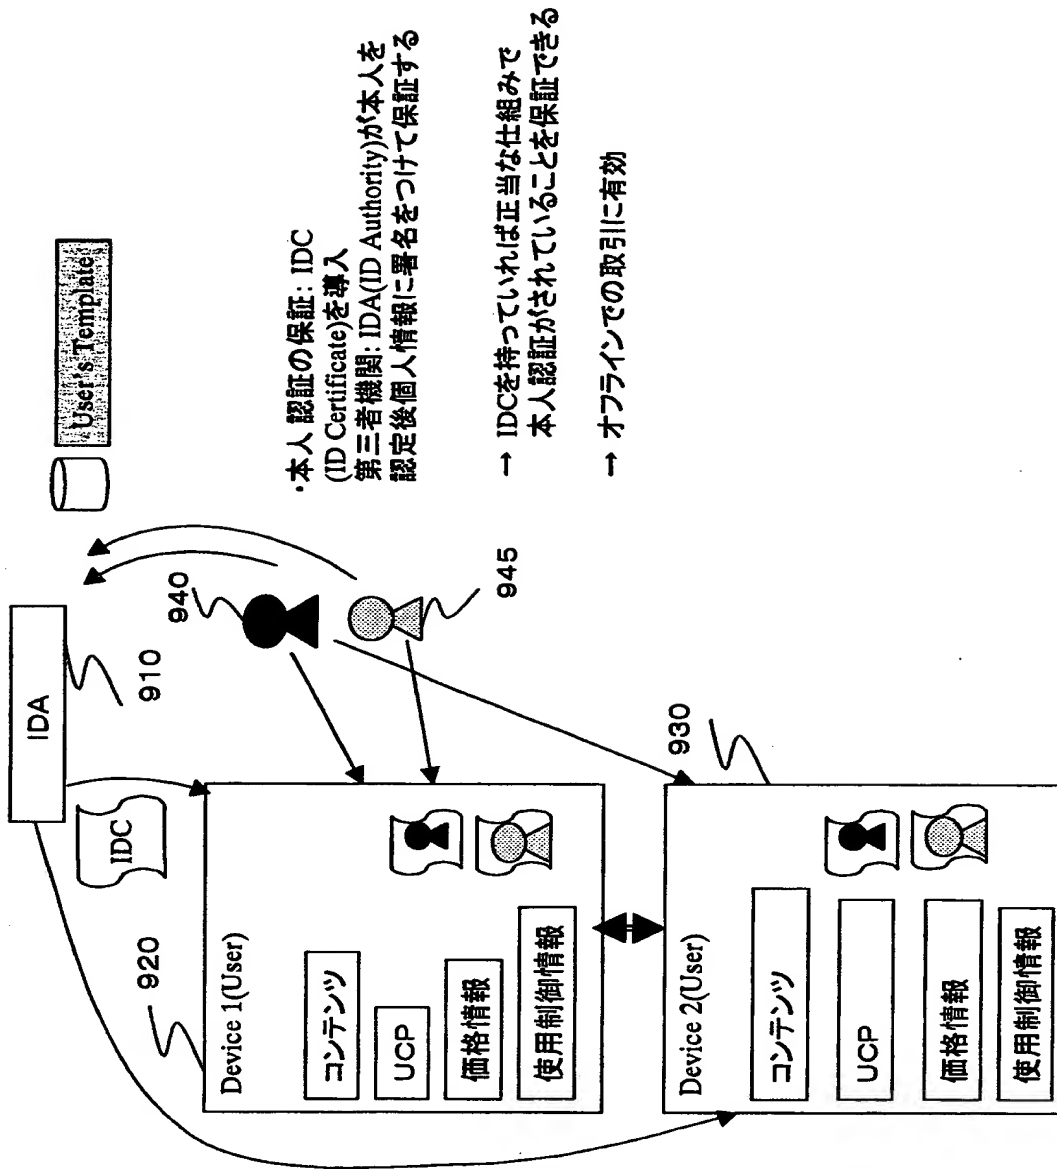 IDA
910
User's Template
IDC
920
Device 1(User)
コンテンツ
UCP
価格情報
使用制御情報
940
945
930
Device 2(User)
コンテンツ
UCP
価格情報
使用制御情報
・本人認証の保証: IDC
(ID Certificate)を導入
第三者機関: IDA(ID Authority)が本人を
認定後個人情報に署名をつけて保証する
→ IDCを持っていれば正当な仕組みで
本人認証がされていることを保証できる
→ オフラインでの取引に有効